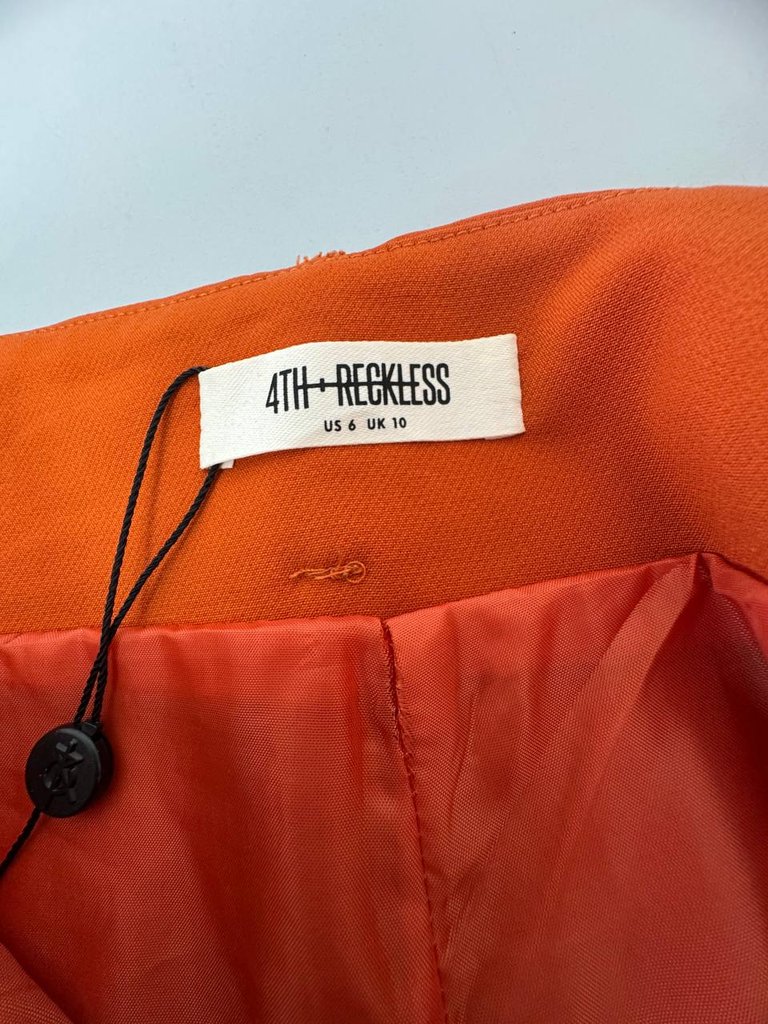 4TH + RECKLESS
US 6 UK 10